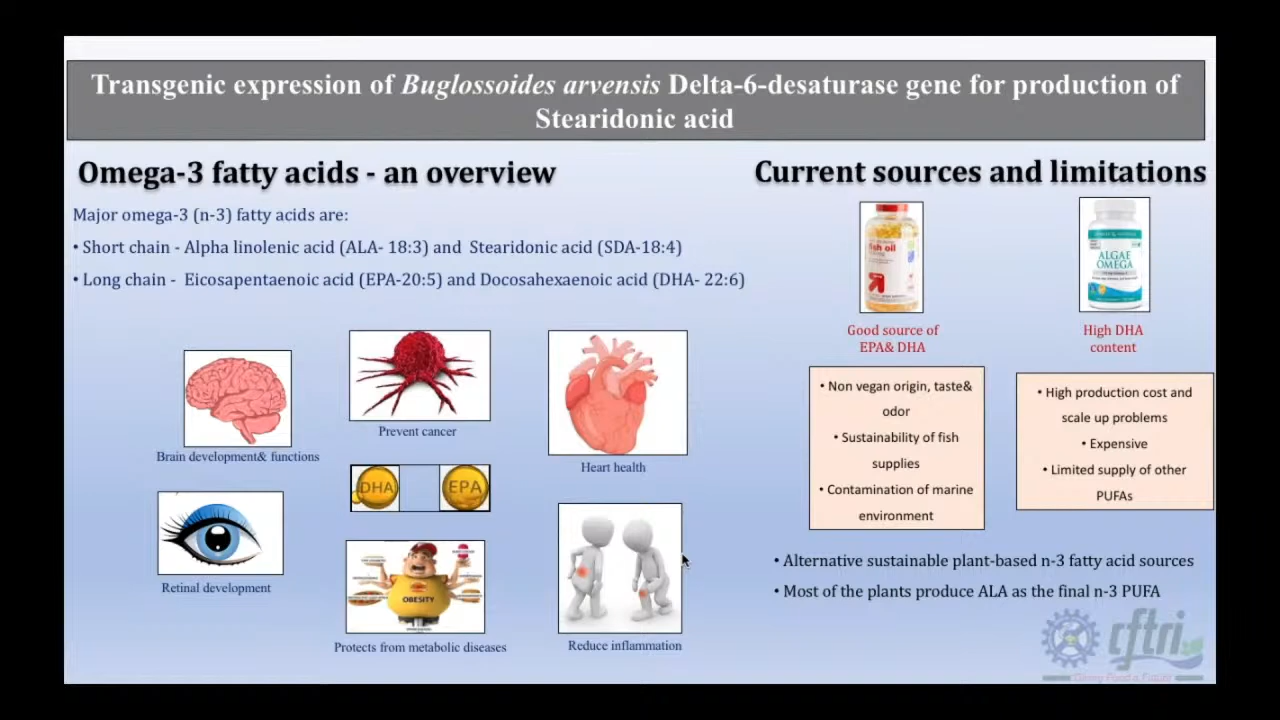 Transgenic expression of Buglossoides arvensis Delta-6-desaturase gene for production of
Stearidonic acid
Omega-3 fatty acids - an overview
Major omega-3 (n-3) fatty acids are:
• Short chain - Alpha linolenic acid (ALA- 18:3) and Stearidonic acid (SDA-18:4)
• Long chain - Eicosapentaenoic acid (EPA-20:5) and Docosahexaenoic acid (DHA- 22:6)
Brain development& functions
Prevent cancer
Heart health
DHA
EPA
Retinal development
OBESITY
Protects from metabolic diseases
Reduce inflammation
Current sources and limitations
fish oil
ALGAE
OMEGA
Good source of
EPA& DHA
High DHA
content
• Non vegan origin, taste&
odor
• Sustainability of fish
supplies
• Contamination of marine
environment
• High production cost and
scale up problems
• Expensive
• Limited supply of other
PUFAs
• Alternative sustainable plant-based n-3 fatty acid sources
• Most of the plants produce ALA as the final n-3 PUFA
cftri